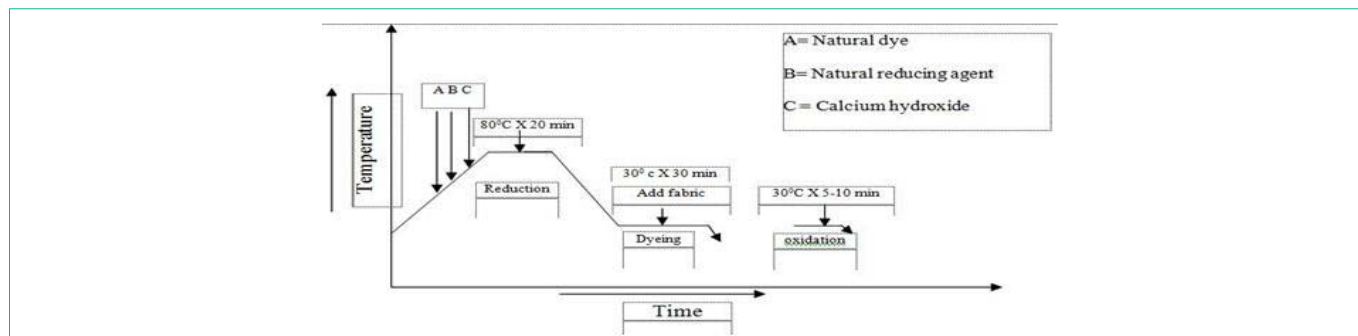 A= Natural dye
B= Natural reducing agent
C = Calcium hydroxide
A B C
80⁰C X 20 min
Temperature
Reduction
30⁰ c X 30 min
Add fabric
30⁰C X 5-10 min
Dyeing
oxidation
Time